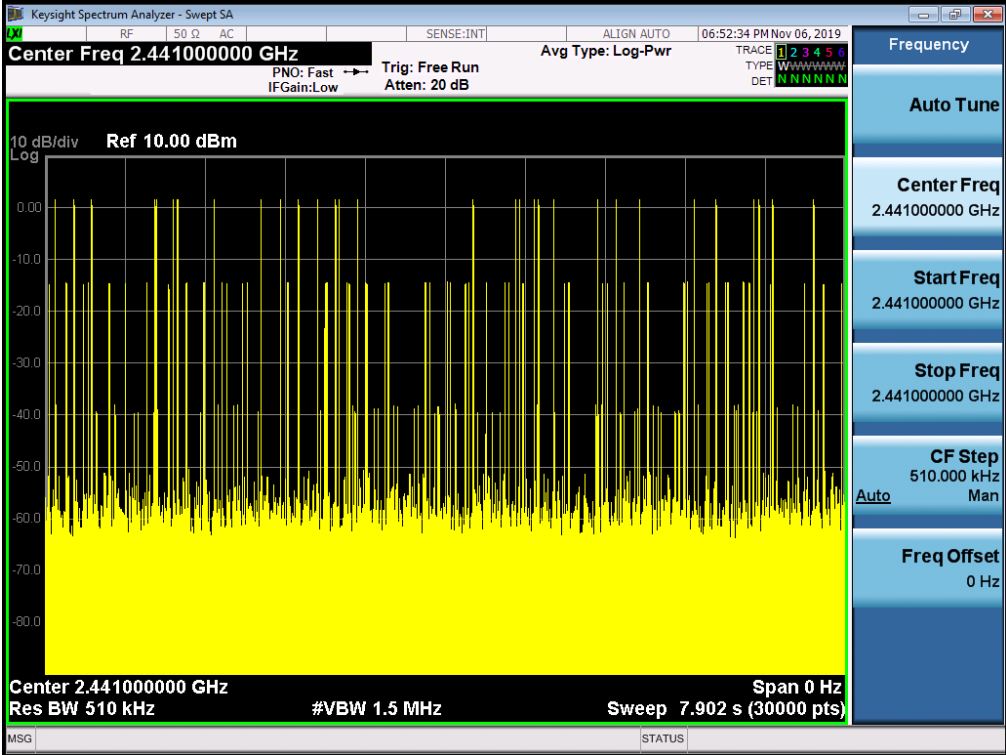 Keysight Spectrum Analyzer - Swept SA
LXI RF 50 Ω AC SENSE:INT ALIGN AUTO 06:52:34 PM Nov 06, 2019
Center Freq 2.441000000 GHz
PNO: Fast
IFGain:Low
Trig: Free Run
Atten: 20 dB
Avg Type: Log-Pwr
TRACE 1 2 3 4 5 6
TYPE WWWWWWW
DET N N N N N N
10 dB/div Ref 10.00 dBm
Log
0.00
-10.0
-20.0
-30.0
-40.0
-50.0
-60.0
-70.0
-80.0
Center 2.441000000 GHz Span 0 Hz
Res BW 510 kHz #VBW 1.5 MHz Sweep 7.902 s (30000 pts)
MSG STATUS
Frequency
Auto Tune
Center Freq
2.441000000 GHz
Start Freq
2.441000000 GHz
Stop Freq
2.441000000 GHz
CF Step
510.000 kHz
Auto Man
Freq Offset
0 Hz